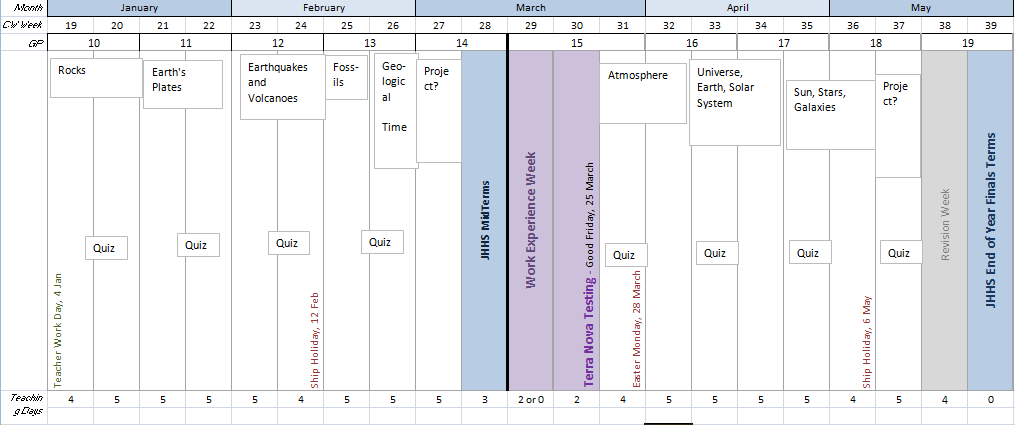 Month January February March April May
CW Week 19 20 21 22 23 24 25 26 27 28 29 30 31 32 33 34 35 36 37 38 39
GP 10 11 12 13 14 15 16 17 18 19
Rocks
Earth's
Plates
Earthquakes
and
Volcanoes
Foss-
ils
Geo-
logic
al
Time
Proje
ct?
JHHS MidTerms
Work Experience Week
Terra Nova Testing - Good Friday, 25 March
Atmosphere
Universe,
Earth, Solar
System
Sun, Stars,
Galaxies
Proje
ct?
Revision Week
JHHS End of Year Finals Terms
Quiz Quiz Quiz Quiz Quiz Quiz Quiz Quiz
Teacher Work Day, 4 Jan
Ship Holiday, 12 Feb
Easter Monday, 28 March
Ship Holiday, 6 May
Teachin 4 5 5 5 5 4 5 5 5 3 2 or 0 2 4 5 5 5 5 4 5 4 0
g Days